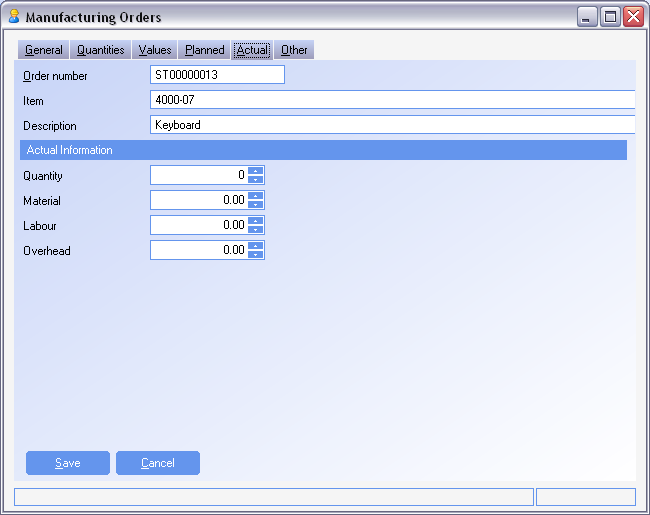 Manufacturing Orders
General Quantities Values Planned Actual Other
Order number ST00000013
Item 4000-07
Description Keyboard
Actual Information
Quantity 0
Material 0.00
Labour 0.00
Overhead 0.00
Save Cancel